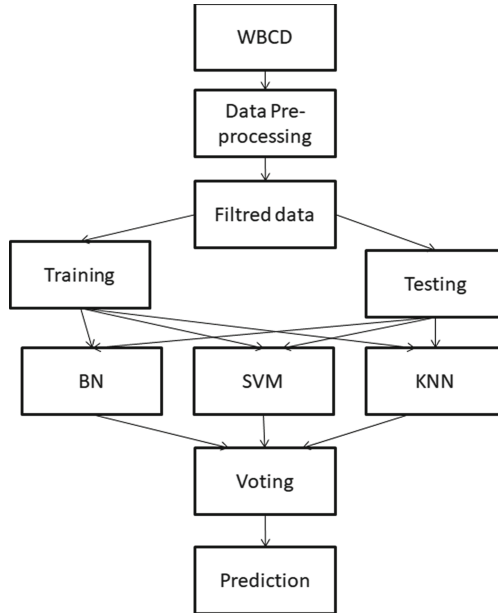 WBCD
Data Pre-
processing
Filtred data
Training
Testing
BN
SVM
KNN
Voting
Prediction